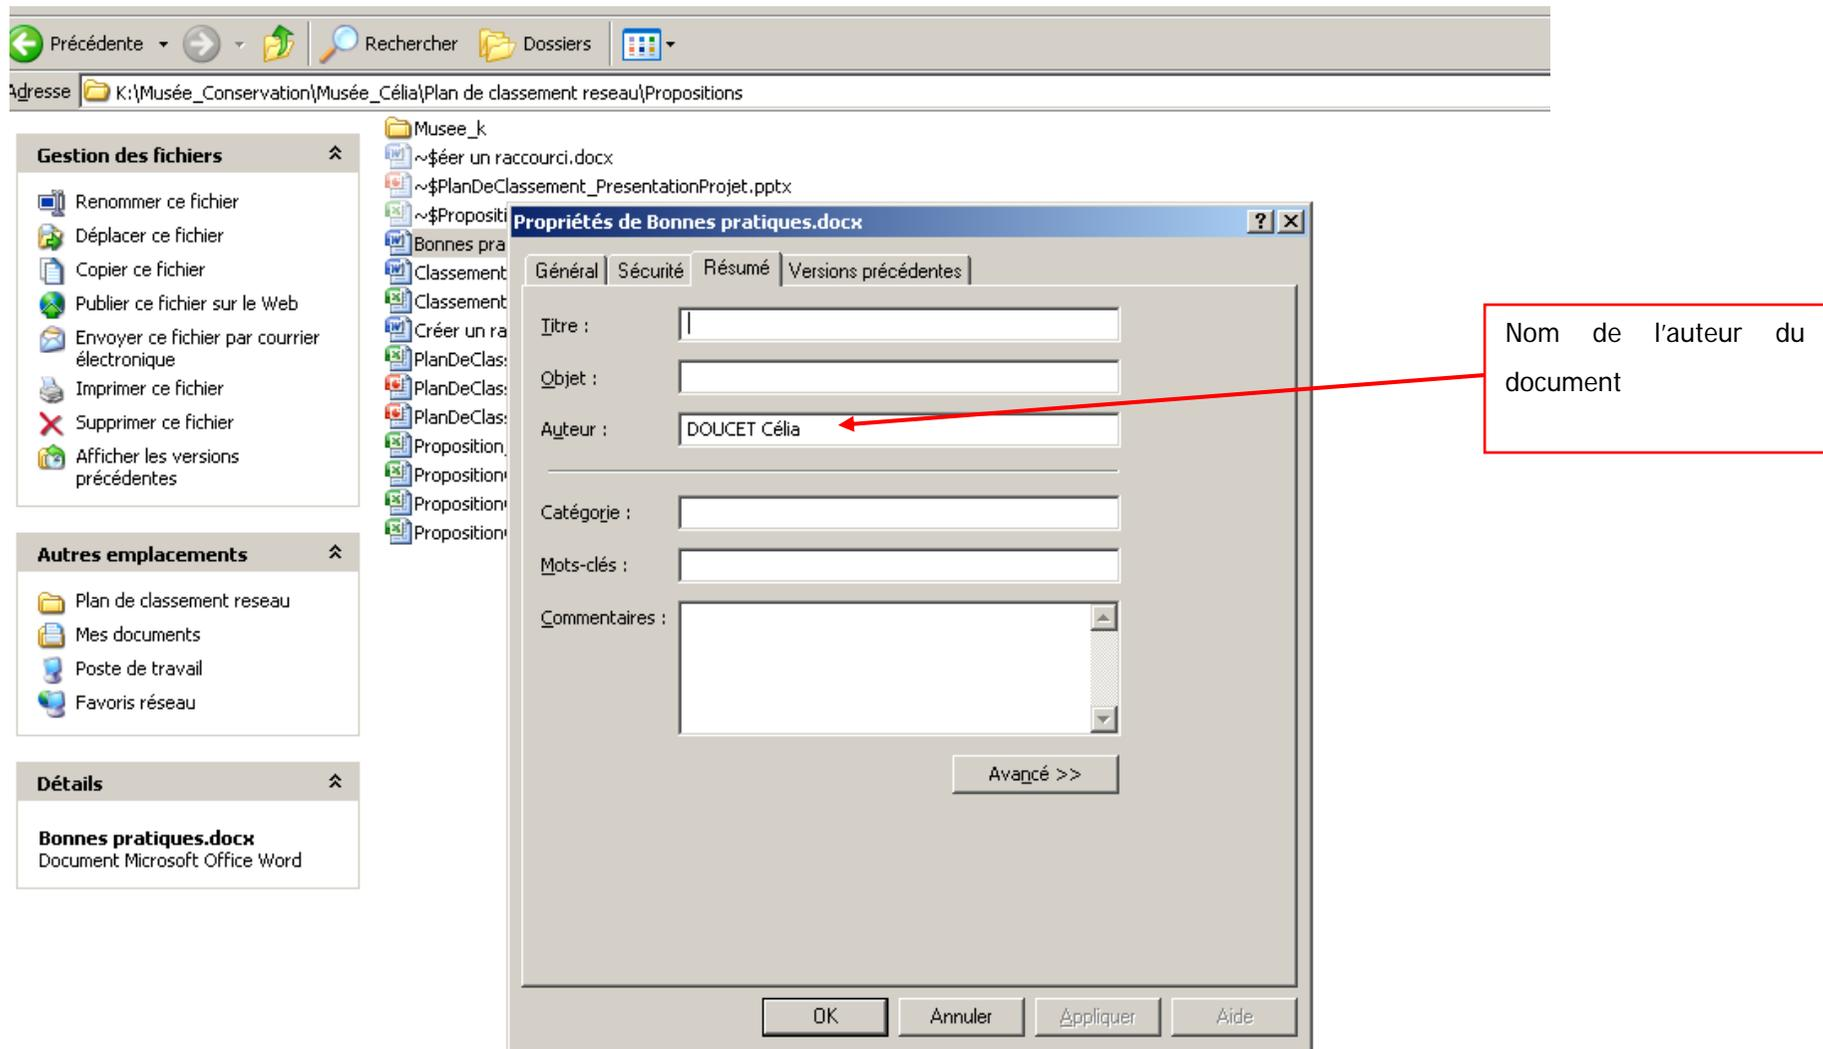 Précédente
Rechercher
Dossiers
Adresse K:\Musée_Conservation\Musée_Célia\Plan de classement reseau\Propositions
Gestion des fichiers
Renommer ce fichier
Déplacer ce fichier
Copier ce fichier
Publier ce fichier sur le Web
Envoyer ce fichier par courrier
électronique
Imprimer ce fichier
Supprimer ce fichier
Afficher les versions
précédentes
Autres emplacements
Plan de classement reseau
Mes documents
Poste de travail
Favoris réseau
Détails
Bonnes pratiques.docx
Document Microsoft Office Word
Musee_k
~$éer un raccourci.docx
~$PlanDeClassement_PresentationProjet.pptx
~$Propositi
Bonnes pra
Classement
Classement
Créer un ra
PlanDeClas
PlanDeClas
PlanDeClas
Proposition_
Proposition
Proposition
Proposition
Propriétés de Bonnes pratiques.docx
Général
Sécurité
Résumé
Versions précédentes
Titre :
Objet :
Auteur : DOUCET Célia
Catégorie :
Mots-clés :
Commentaires :
Avancé >>
OK
Annuler
Appliquer
Aide
Nom de l'auteur du
document